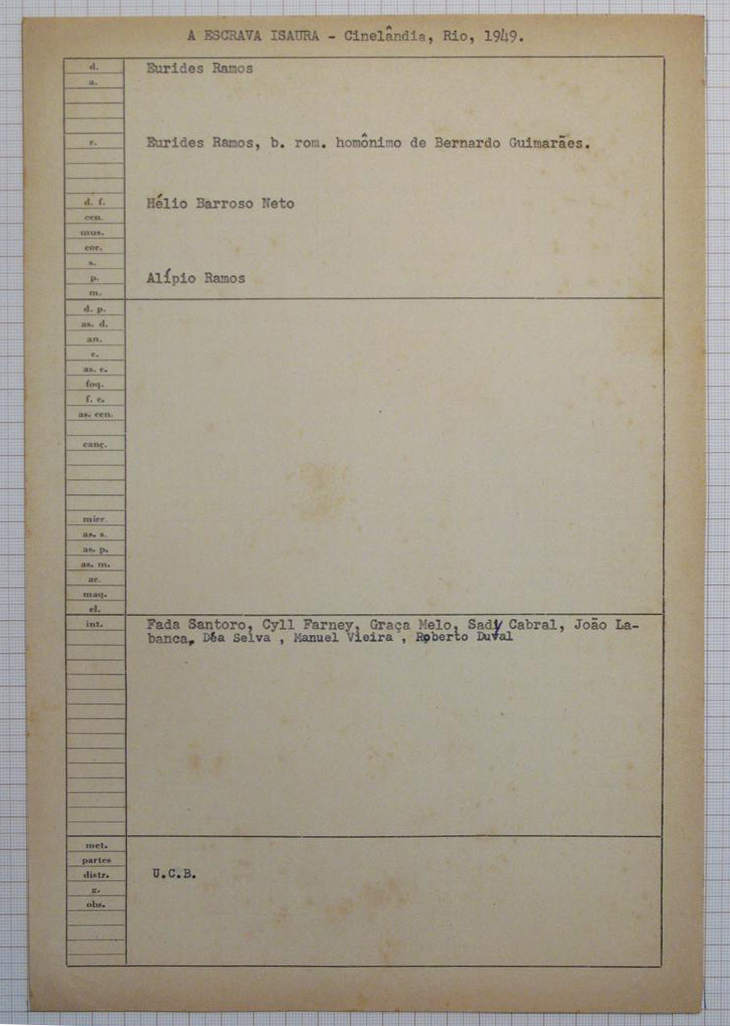 A ESCRAVA ISAURA - Cinelândia, Rio, 1949.
d. Eurides Ramos
a.
r. Eurides Ramos, b. rom. homônimo de Bernardo Guimarães.
d. f. Hélio Barroso Neto
cen.
mus.
cor.
s.
p. Alípio Ramos
m.
d. p.
as. d.
an.
c.
as. c.
foq.
f. c.
as. cen.
canç.
micr.
as. s.
as. p.
as. m.
ac.
maq.
el.
int. Fada Santoro, Cyll Farney, Graça Melo, Sady Cabral, João La-
banca, Déa Selva , Manuel Vieira , Roberto Duval
met.
partes
distr. U.C.B.
g.
obs.